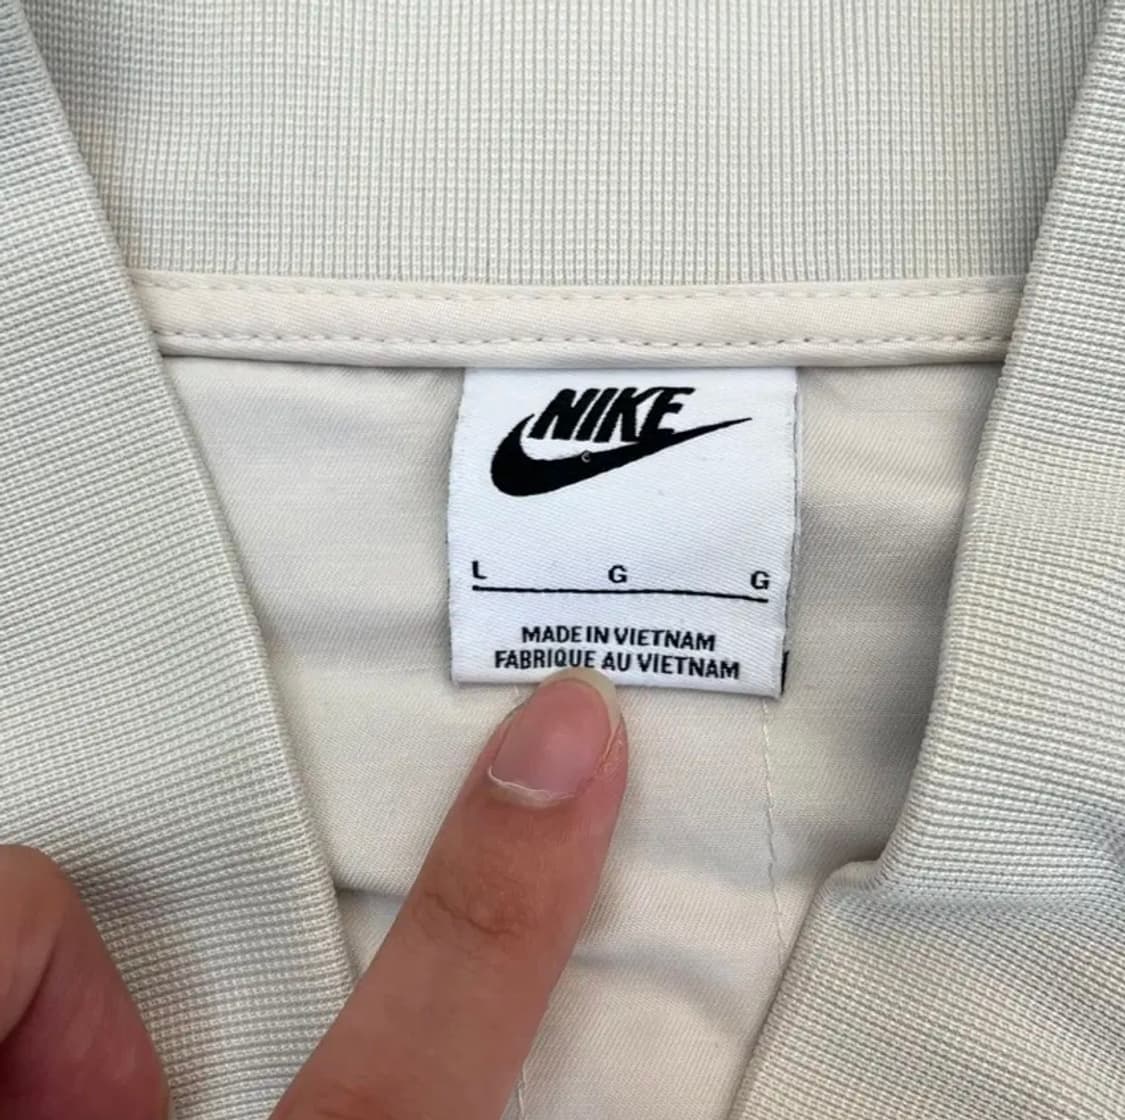 NIKE
L G G
MADE IN VIETNAM
FABRIQUE AU VIETNAM